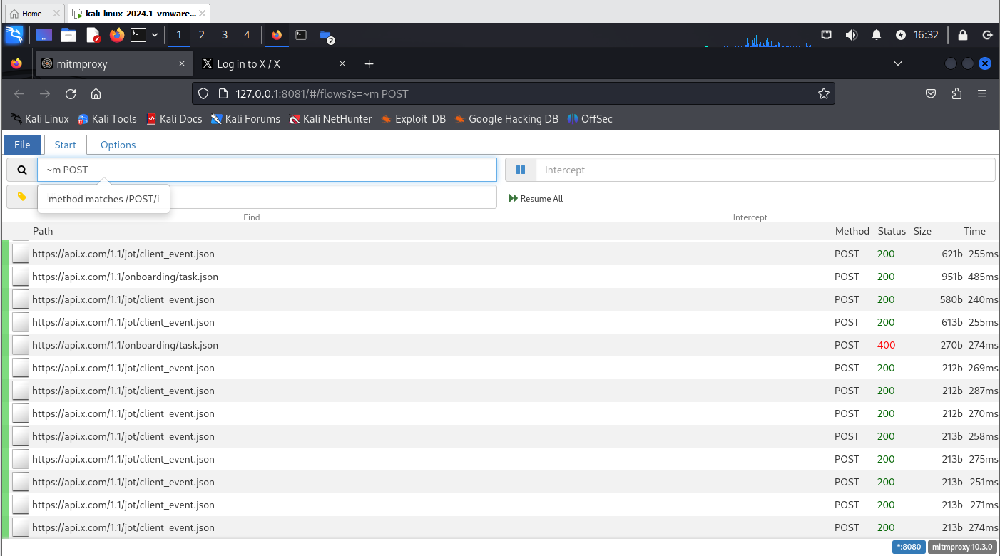 Home kali-linux-2024.1-vmware...
1 2 3 4 2 16:32
mitmproxy Log in to X / X
127.0.0.1:8081/#/flows?s=~m POST
Kali Linux Kali Tools Kali Docs Kali Forums Kali NetHunter Exploit-DB Google Hacking DB OffSec
File Start Options
~m POST Intercept
method matches /POST/i Resume All
Find Intercept
Path Method Status Size Time
https://api.x.com/1.1/jot/client_event.json POST 200 621b 255ms
https://api.x.com/1.1/onboarding/task.json POST 200 951b 485ms
https://api.x.com/1.1/jot/client_event.json POST 200 580b 240ms
https://api.x.com/1.1/jot/client_event.json POST 200 613b 255ms
https://api.x.com/1.1/onboarding/task.json POST 400 270b 274ms
https://api.x.com/1.1/jot/client_event.json POST 200 212b 269ms
https://api.x.com/1.1/jot/client_event.json POST 200 212b 287ms
https://api.x.com/1.1/jot/client_event.json POST 200 212b 270ms
https://api.x.com/1.1/jot/client_event.json POST 200 213b 258ms
https://api.x.com/1.1/jot/client_event.json POST 200 213b 275ms
https://api.x.com/1.1/jot/client_event.json POST 200 213b 251ms
https://api.x.com/1.1/jot/client_event.json POST 200 213b 271ms
https://api.x.com/1.1/jot/client_event.json POST 200 213b 274ms
*:8080 mitmproxy 10.3.0